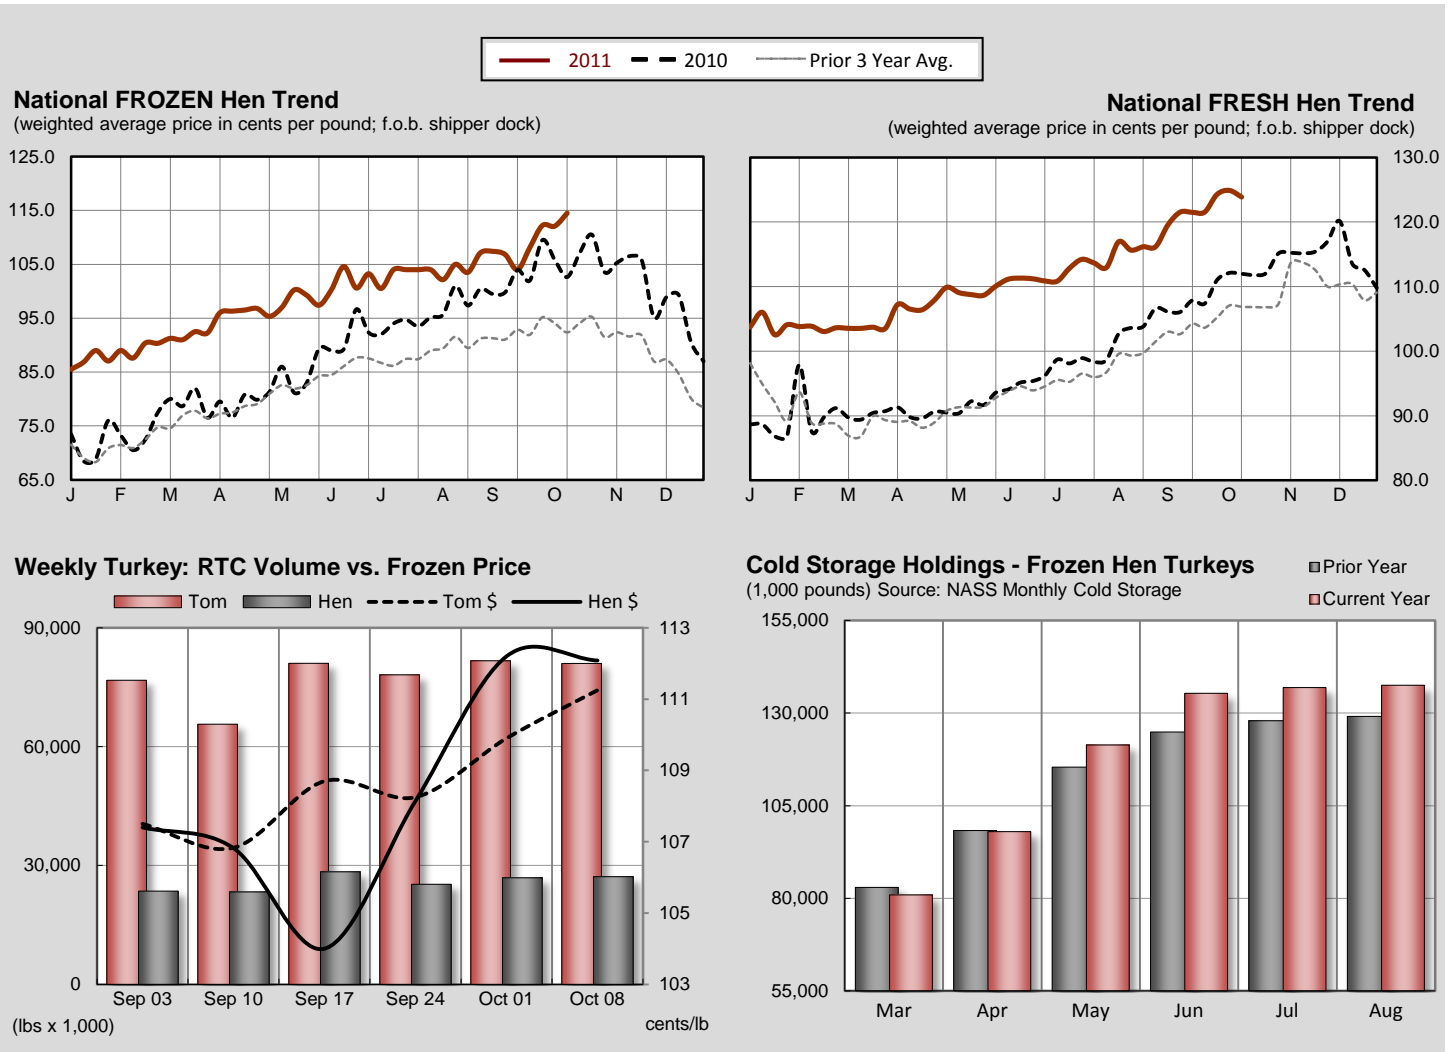 2011 2010 Prior 3 Year Avg.
National FROZEN Hen Trend
(weighted average price in cents per pound; f.o.b. shipper dock)
125.0
115.0
105.0
95.0
85.0
75.0
65.0
J F M A M J J A S O N D
National FRESH Hen Trend
(weighted average price in cents per pound; f.o.b. shipper dock)
130.0
120.0
110.0
100.0
90.0
80.0
J F M A M J J A S O N D
Weekly Turkey: RTC Volume vs. Frozen Price
Tom Hen Tom $ Hen $
90,000
60,000
30,000
0
113
111
109
107
105
103
Sep 03 Sep 10 Sep 17 Sep 24 Oct 01 Oct 08
(lbs x 1,000) cents/lb
Cold Storage Holdings - Frozen Hen Turkeys
(1,000 pounds) Source: NASS Monthly Cold Storage
Prior Year
Current Year
155,000
130,000
105,000
80,000
55,000
Mar Apr May Jun Jul Aug